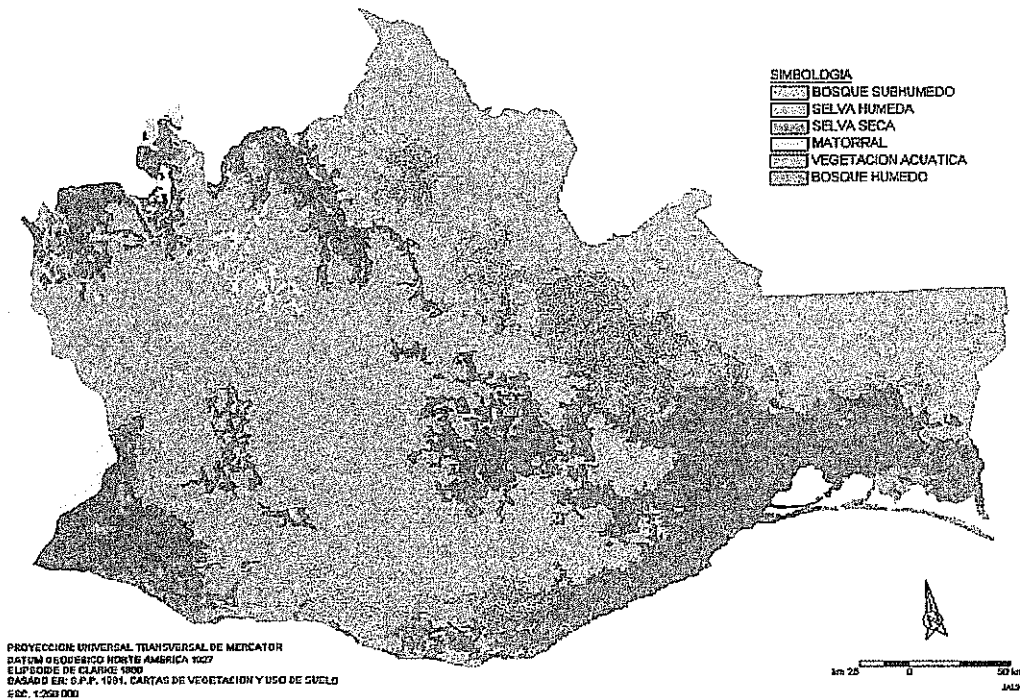 SIMBOLOGIA
BOSQUE SUBHUMEDO
SELVA HUMEDA
SELVA SECA
MATORRAL
VEGETACION ACUATICA
BOSQUE HUMEDO
PROYECCION: UNIVERSAL TRANSVERSAL DE MERCATOR
DATUM GEODESICO NORTE AMERICA 1927
ELIPSOIDE DE CLARKE 1866
BASADO EN: S.P.P. 1981. CARTAS DE VEGETACION Y USO DE SUELO
ESC. 1:250 000
km 25 0 50 km